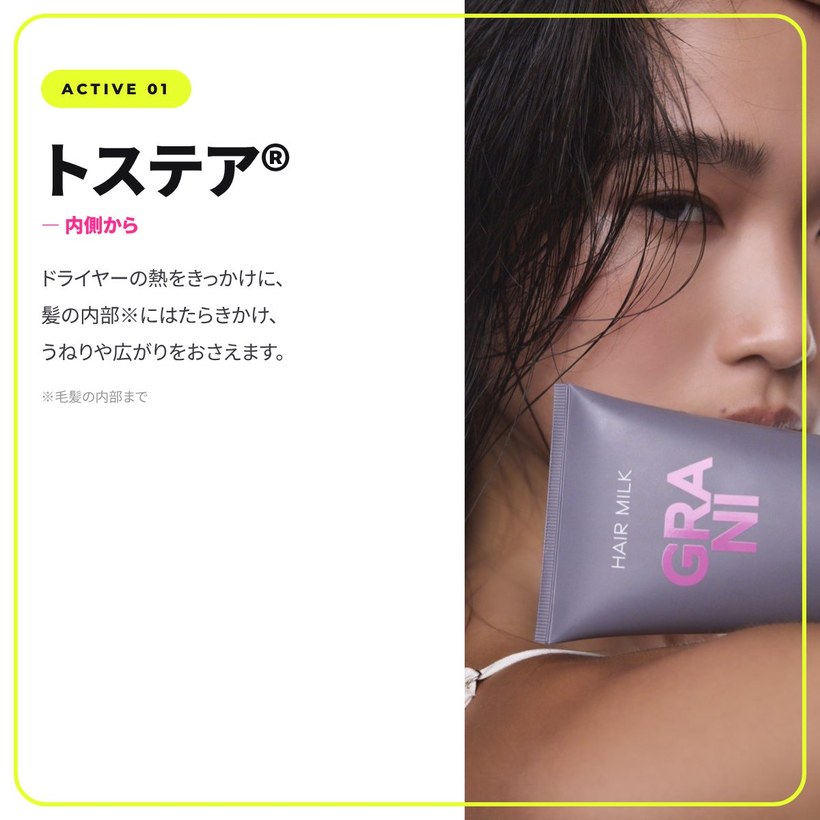 ACTIVE 01
トステア®
― 内側から
ドライヤーの熱をきっかけに、
髪の内部※にはたらきかけ、
うねりや広がりをおさえます。
※毛髪の内部まで
HAIR MILK
GRA
NI